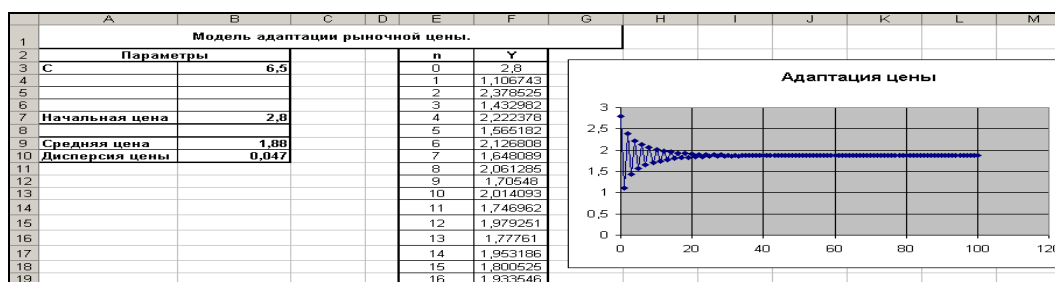 A B C D E F G H I J K L M
1 Модель адаптации рыночной цены.
2 Параметры n Y
3 C 6,5 0 2,8
4 1 1,106743
5 2 2,378525
6 3 1,432982
7 Начальная цена 2,8 4 2,222378
8 5 1,565182
9 Средняя цена 1,88 6 2,126808
10 Дисперсия цены 0,047 7 1,648089
11 8 2,061285
12 9 1,70548
13 10 2,014093
14 11 1,746962
15 12 1,979251
16 13 1,77761
17 14 1,953186
18 15 1,800525
19 16 1,933546
Адаптация цены
3
2,5
2
1,5
1
0,5
0
0 20 40 60 80 100 120